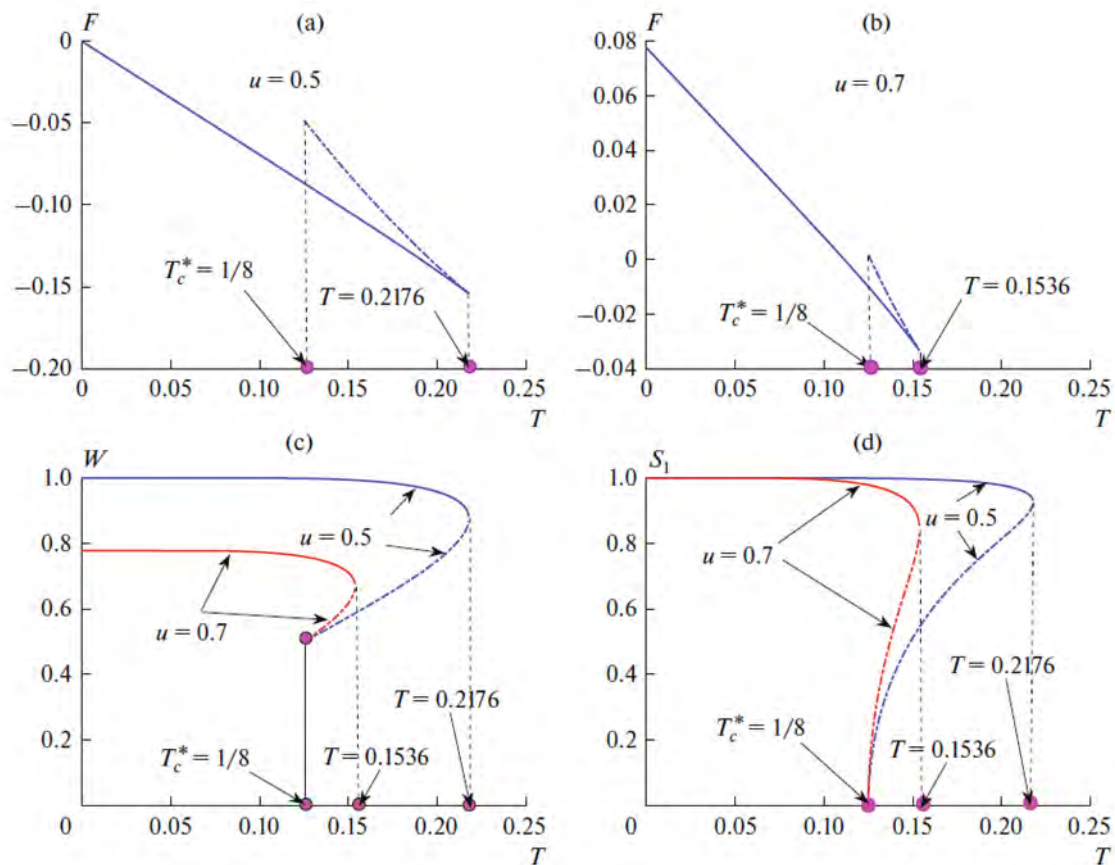 (a)
F
0
−0.05
−0.10
−0.15
−0.20
u = 0.5
T*c = 1/8
T = 0.2176
0 0.05 0.10 0.15 0.20 0.25
T
(b)
F
0.08
0.06
0.04
0.02
0
−0.02
−0.04
u = 0.7
T*c = 1/8
T = 0.1536
0 0.05 0.10 0.15 0.20 0.25
T
(c)
W
1.0
0.8
0.6
0.4
0.2
u = 0.5
u = 0.7
T = 0.2176
T*c = 1/8
T = 0.1536
0 0.05 0.10 0.15 0.20 0.25
T
(d)
S1
1.0
0.8
0.6
0.4
0.2
u = 0.5
u = 0.7
T = 0.2176
T*c = 1/8
T = 0.1536
0 0.05 0.10 0.15 0.20 0.25
T